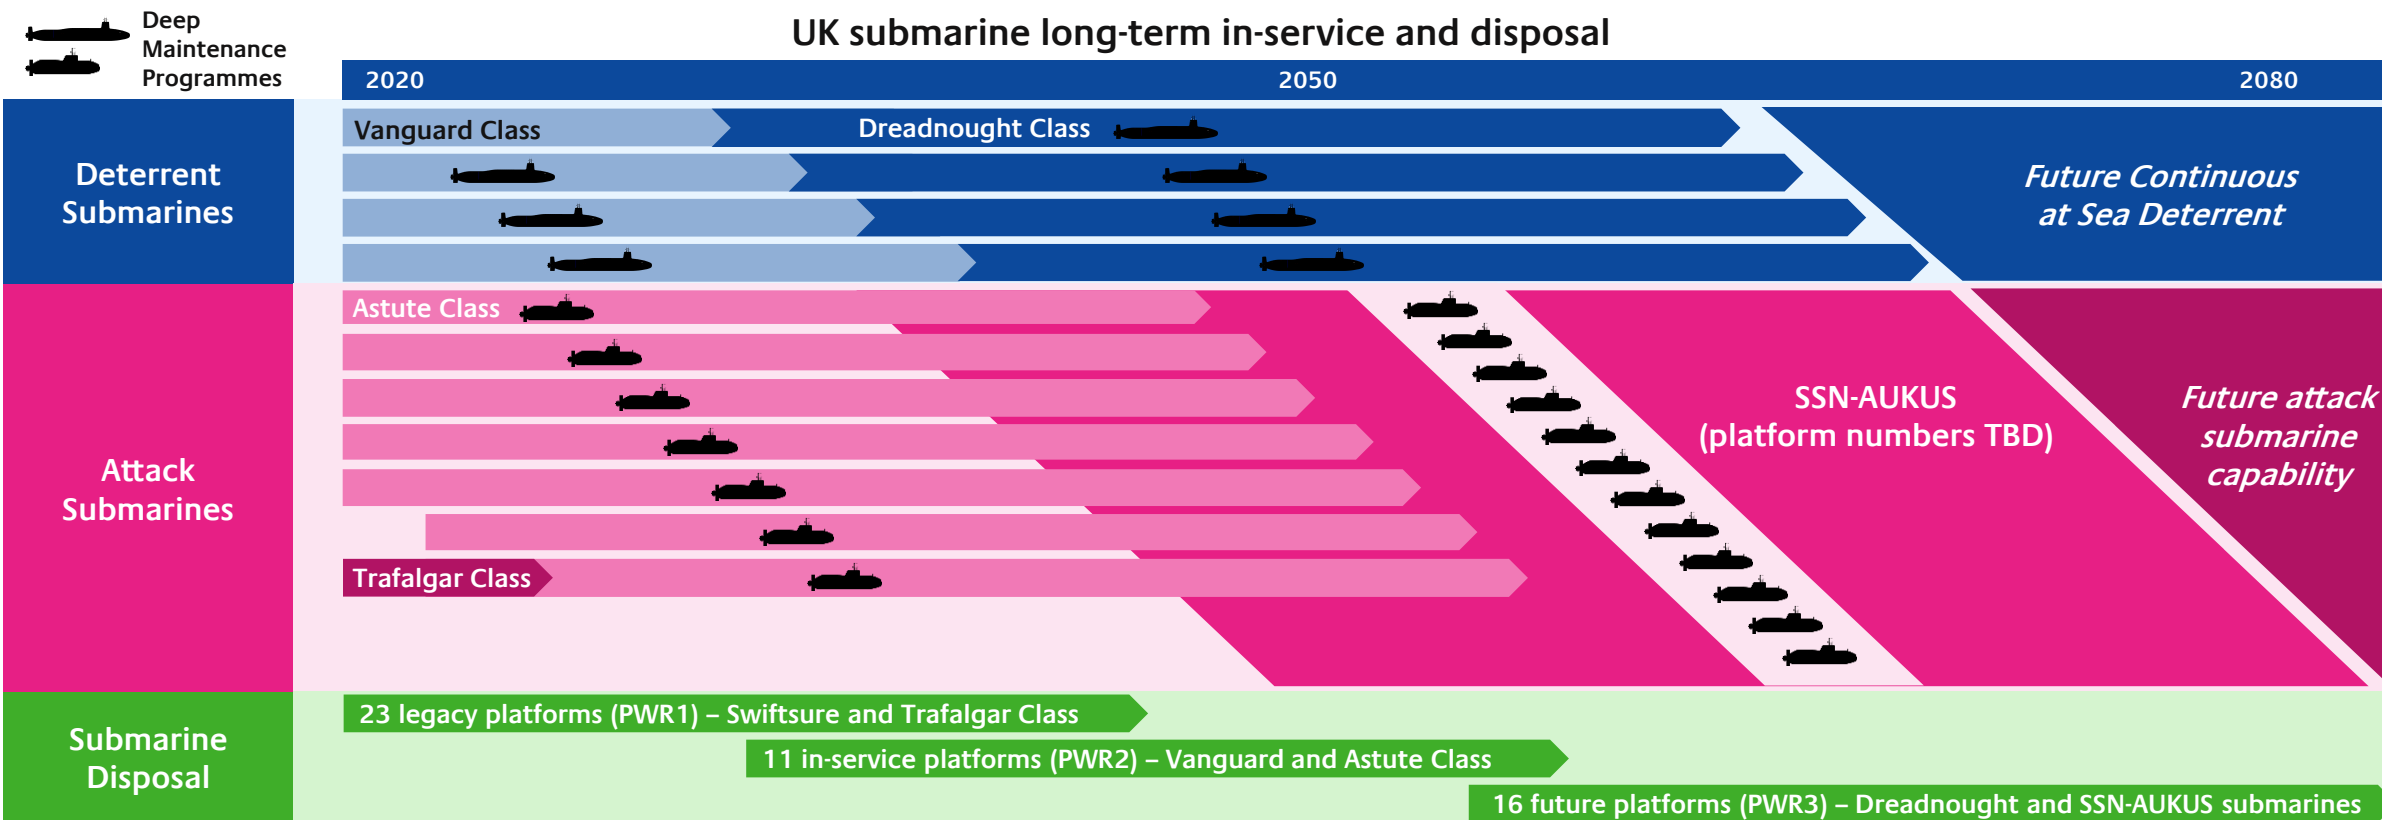 Deep
Maintenance
Programmes
UK submarine long-term in-service and disposal
2020
2050
2080
Deterrent
Submarines
Vanguard Class
Dreadnought Class
Future Continuous
at Sea Deterrent
Attack
Submarines
Astute Class
Trafalgar Class
SSN-AUKUS
(platform numbers TBD)
Future attack
submarine
capability
Submarine
Disposal
23 legacy platforms (PWR1) – Swiftsure and Trafalgar Class
11 in-service platforms (PWR2) – Vanguard and Astute Class
16 future platforms (PWR3) – Dreadnought and SSN-AUKUS submarines